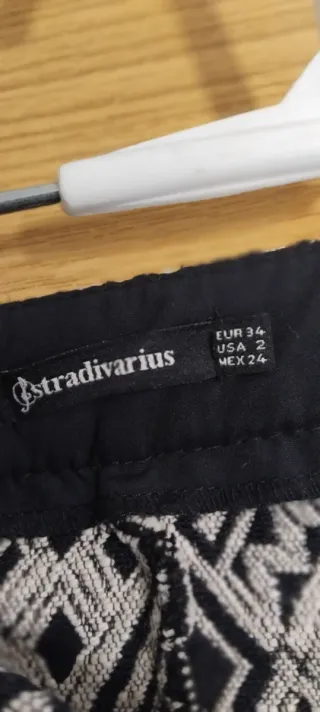 stradivarius
EUR 34
USA 2
MEX 24